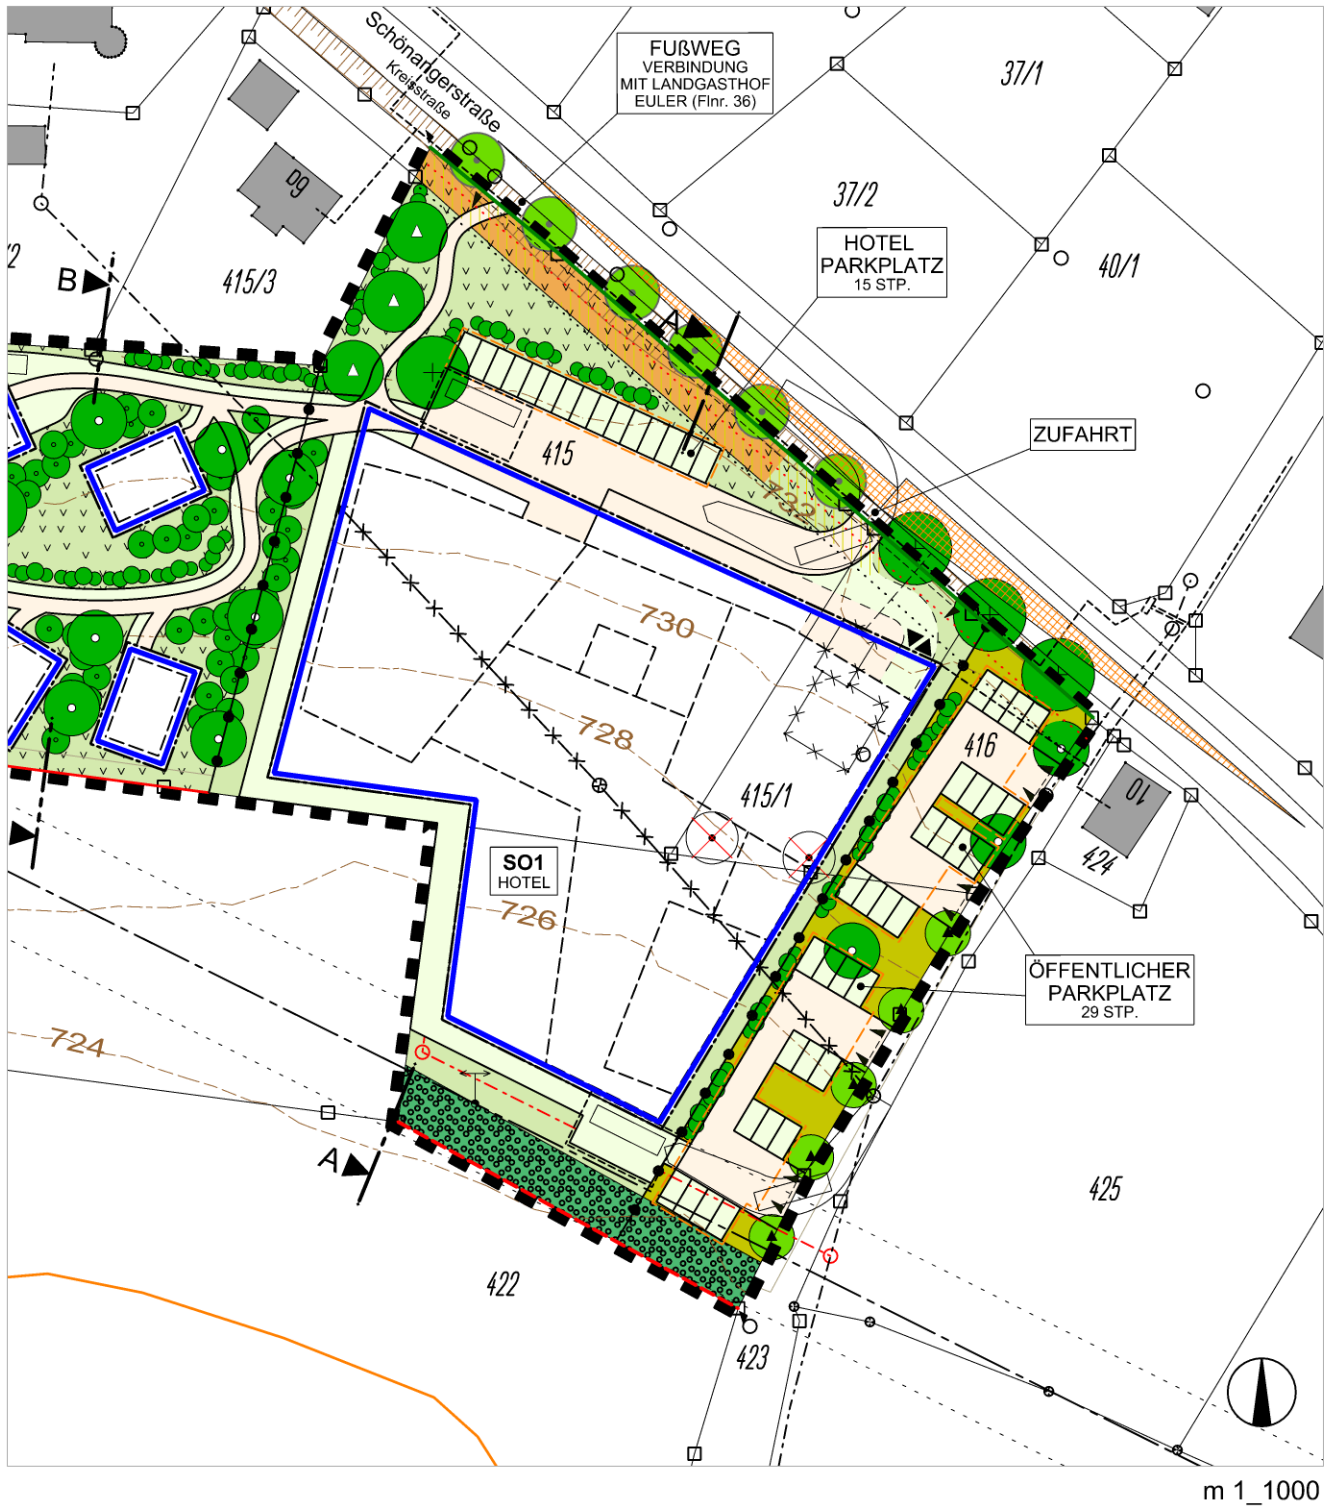 Schönangerstraße
Kreisstraße
FUßWEG
VERBINDUNG
MIT LANDGASTHOF
EULER (Flnr. 36)
37/1
37/2
HOTEL
PARKPLATZ
15 STP.
40/1
6a
415/3
B
A
415
ZUFAHRT
732
730
728
416
10
424
415/1
SO1
HOTEL
726
724
ÖFFENTLICHER
PARKPLATZ
29 STP.
A
425
422
423
m 1_1000